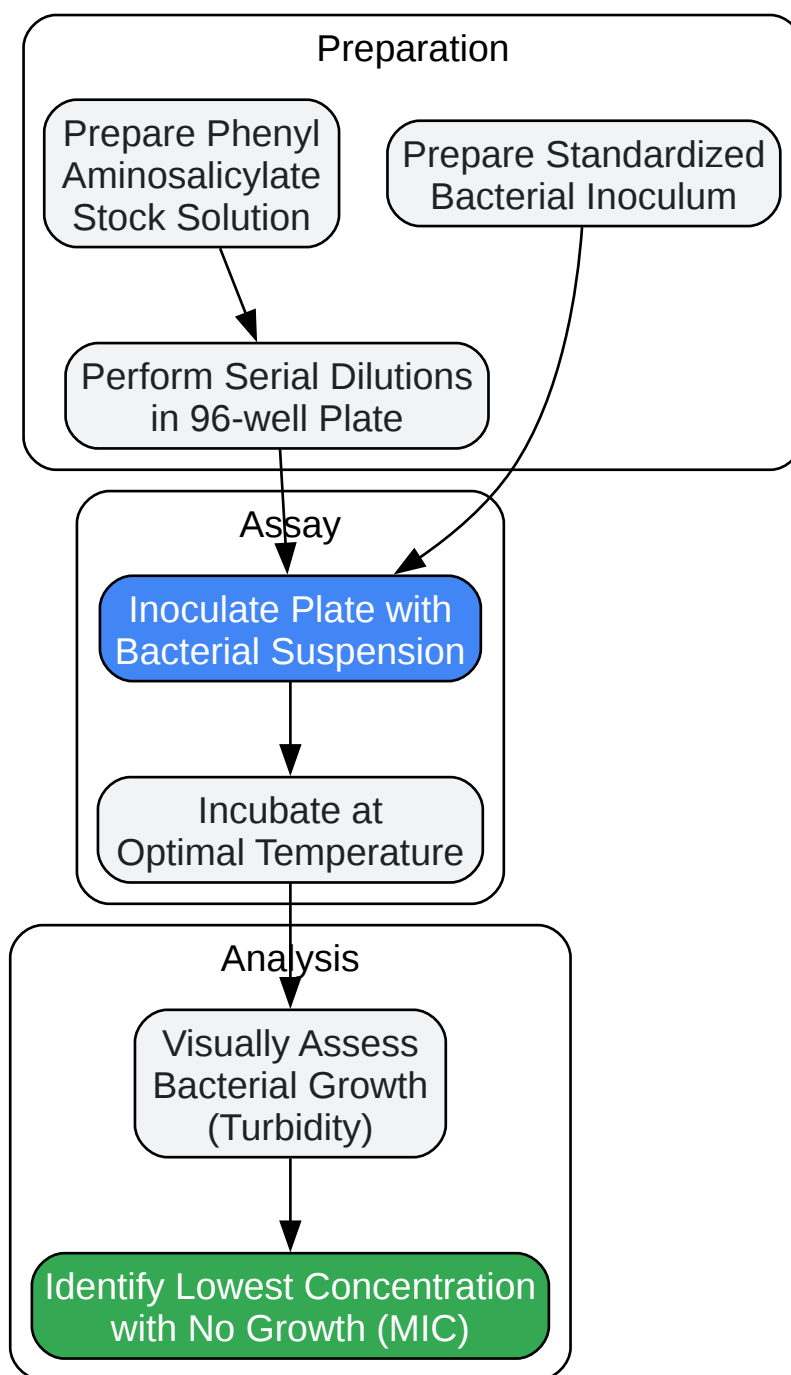 Preparation
Prepare Phenyl
Aminosalicylate
Stock Solution
Prepare Standardized
Bacterial Inoculum
Perform Serial Dilutions
in 96-well Plate
Assay
Inoculate Plate with
Bacterial Suspension
Incubate at
Optimal Temperature
Analysis
Visually Assess
Bacterial Growth
(Turbidity)
Identify Lowest Concentration
with No Growth (MIC)